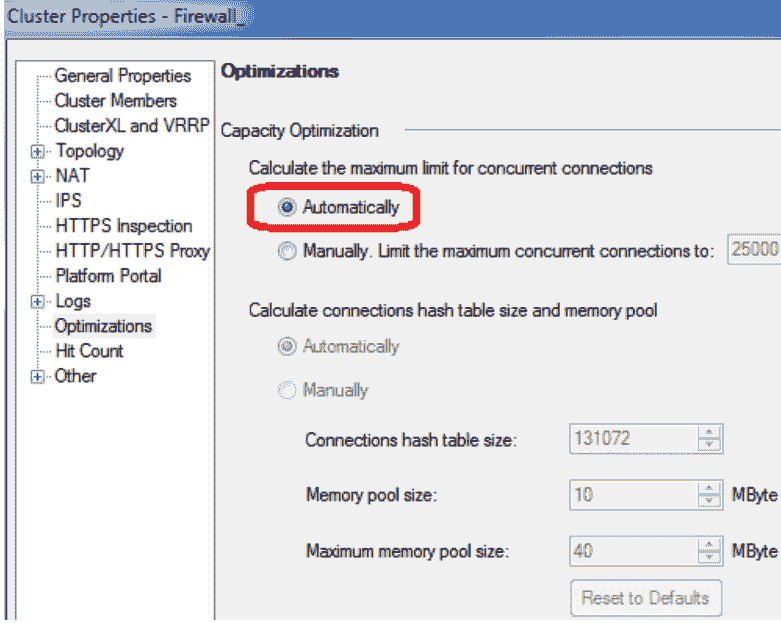 Cluster Properties - Firewall_
General Properties
Cluster Members
ClusterXL and VRRP
Topology
NAT
IPS
HTTPS Inspection
HTTP/HTTPS Proxy
Platform Portal
Logs
Optimizations
Hit Count
Other
Optimizations
Capacity Optimization
Calculate the maximum limit for concurrent connections
Automatically
Manually. Limit the maximum concurrent connections to: 25000
Calculate connections hash table size and memory pool
Automatically
Manually
Connections hash table size: 131072
Memory pool size: 10 MByte
Maximum memory pool size: 40 MByte
Reset to Defaults